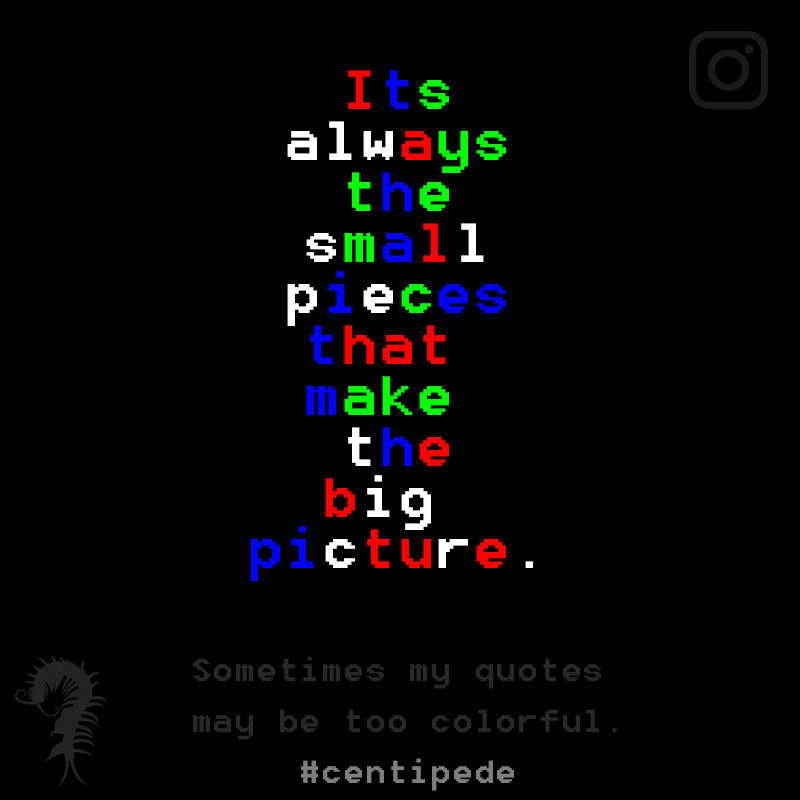 Its
always
the
small
pieces
that
make
the
big
picture.
Sometimes my quotes
may be too colorful.
#centipede